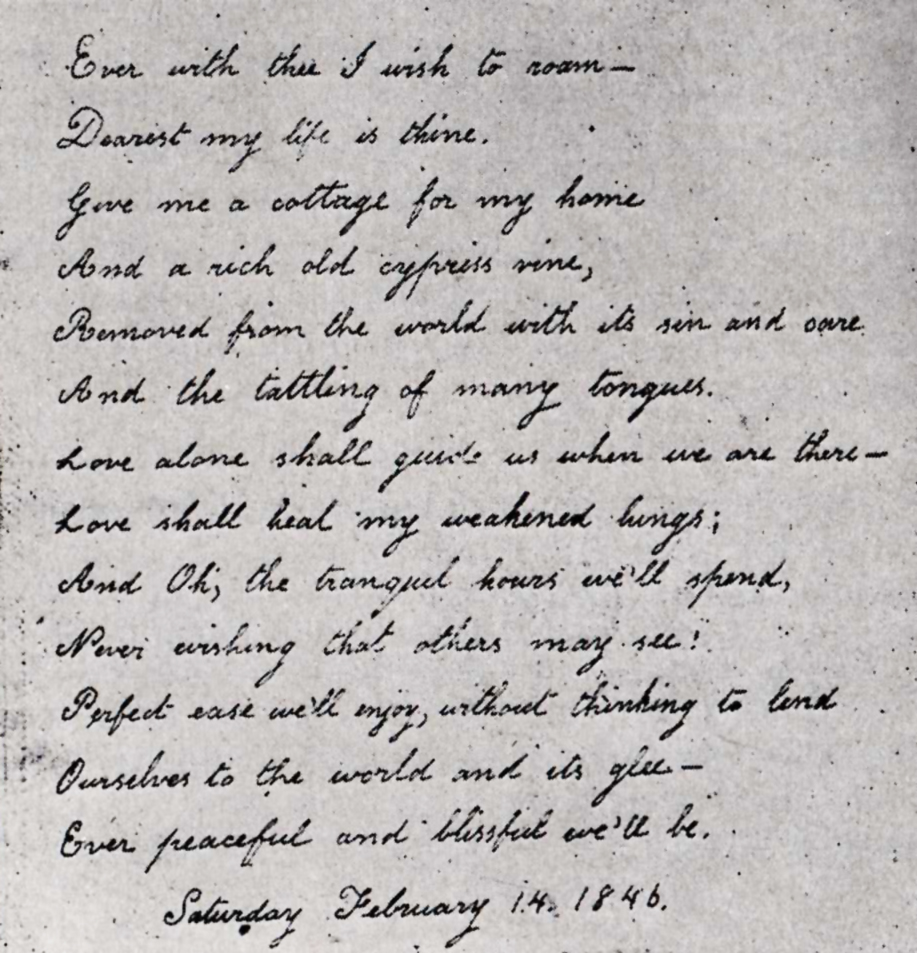 Ever with thee I wish to roam—
Dearest my life is thine.
Give me a cottage for my home
And a rich old cypress vine,
Removed from the world with its sin and care
And the tattling of many tongues.
Love alone shall guide us when we are there—
Love shall heal my weakened lungs;
And Oh, the tranquil hours we'll spend,
Never wishing that others may see!
Perfect ease we'll enjoy, without thinking to lend
Ourselves to the world and its glee—
Ever peaceful and blissful we'll be.
Saturday February 14. 1846.